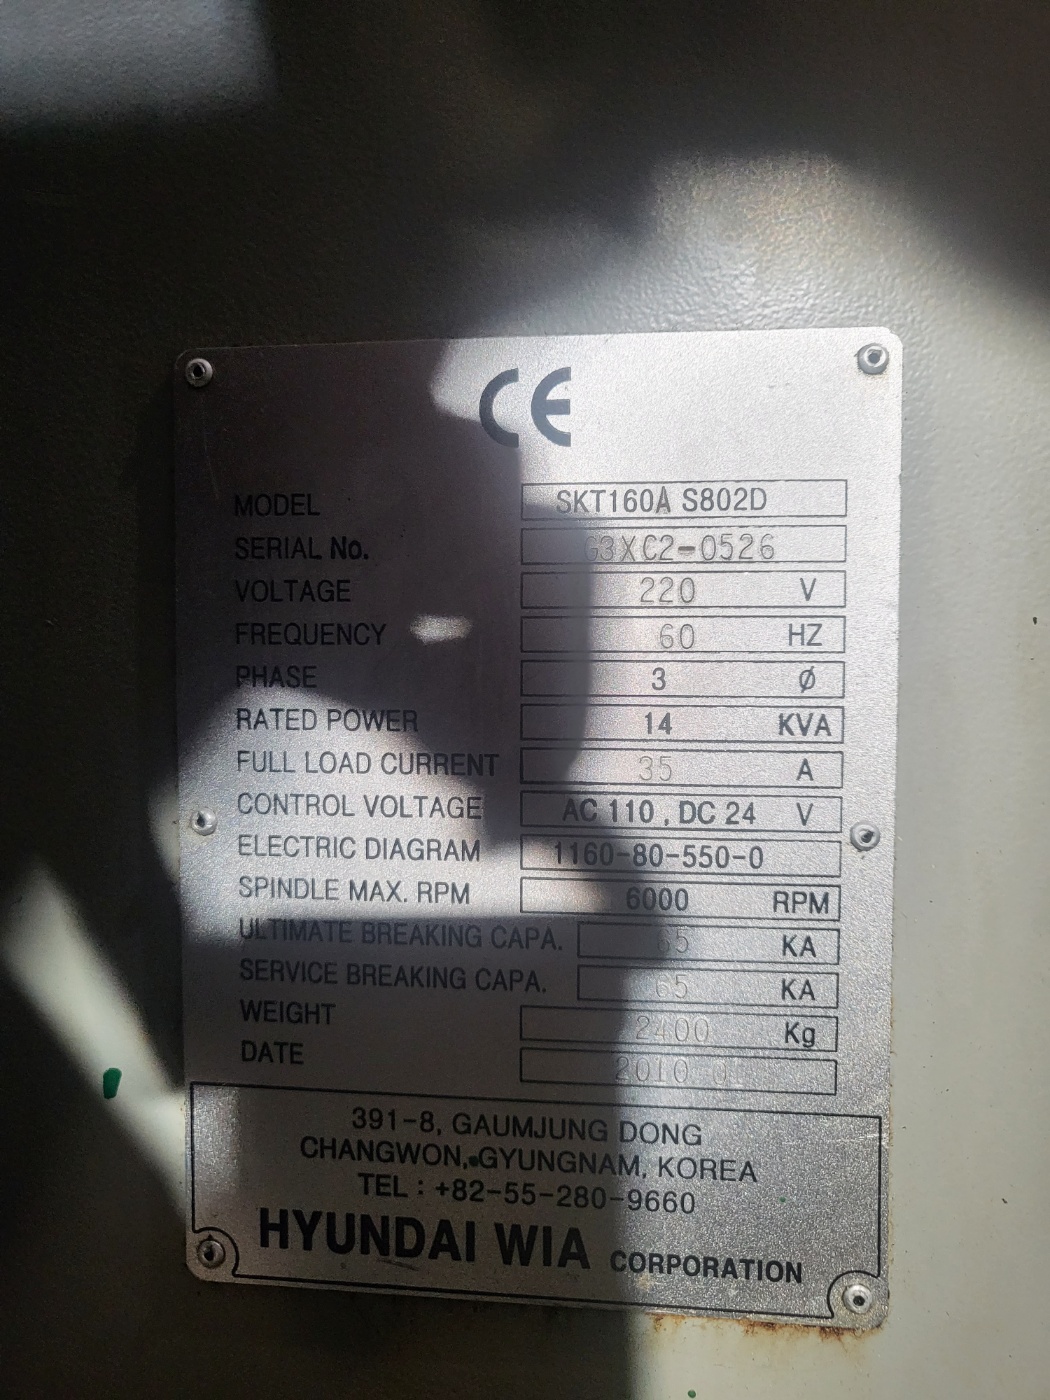 CE
MODEL SKT160A S802D
SERIAL No. G3XC2-0526
VOLTAGE 220 V
FREQUENCY 60 HZ
PHASE 3 Ø
RATED POWER 14 KVA
FULL LOAD CURRENT 35 A
CONTROL VOLTAGE AC 110 , DC 24 V
ELECTRIC DIAGRAM 1160-80-550-0
SPINDLE MAX. RPM 6000 RPM
ULTIMATE BREAKING CAPA. 65 KA
SERVICE BREAKING CAPA. 65 KA
WEIGHT 2400 Kg
DATE 2010
391-8, GAUMJUNG DONG
CHANGWON, GYUNGNAM, KOREA
TEL : +82-55-280-9660
HYUNDAI WIA CORPORATION